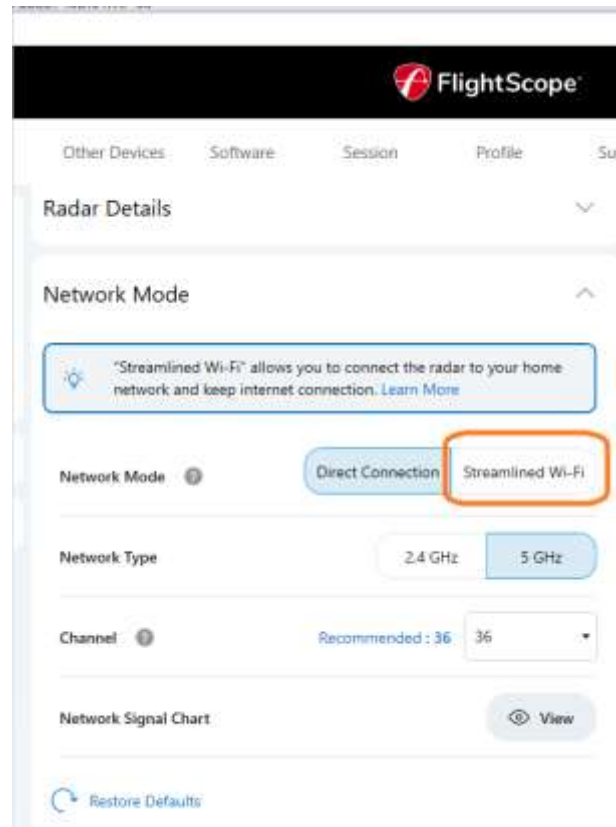 FlightScope
Other Devices Software Session Profile Su
Radar Details
Network Mode
"Streamlined Wi-Fi" allows you to connect the radar to your home
network and keep internet connection. Learn More
Network Mode Direct Connection Streamlined Wi-Fi
Network Type 2.4 GHz 5 GHz
Channel Recommended : 36 36
Network Signal Chart View
Restore Defaults